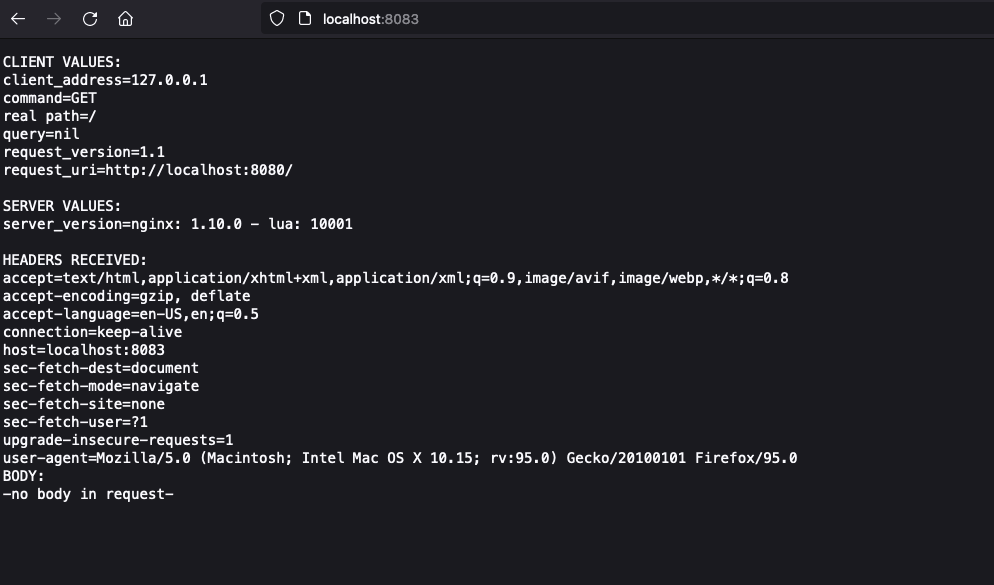 localhost:8083
CLIENT VALUES:
client_address=127.0.0.1
command=GET
real path=/
query=nil
request_version=1.1
request_uri=http://localhost:8080/
SERVER VALUES:
server_version=nginx: 1.10.0 - lua: 10001
HEADERS RECEIVED:
accept=text/html,application/xhtml+xml,application/xml;q=0.9,image/avif,image/webp,*/*;q=0.8
accept-encoding=gzip, deflate
accept-language=en-US,en;q=0.5
connection=keep-alive
host=localhost:8083
sec-fetch-dest=document
sec-fetch-mode=navigate
sec-fetch-site=none
sec-fetch-user=?1
upgrade-insecure-requests=1
user-agent=Mozilla/5.0 (Macintosh; Intel Mac OS X 10.15; rv:95.0) Gecko/20100101 Firefox/95.0
BODY:
-no body in request-